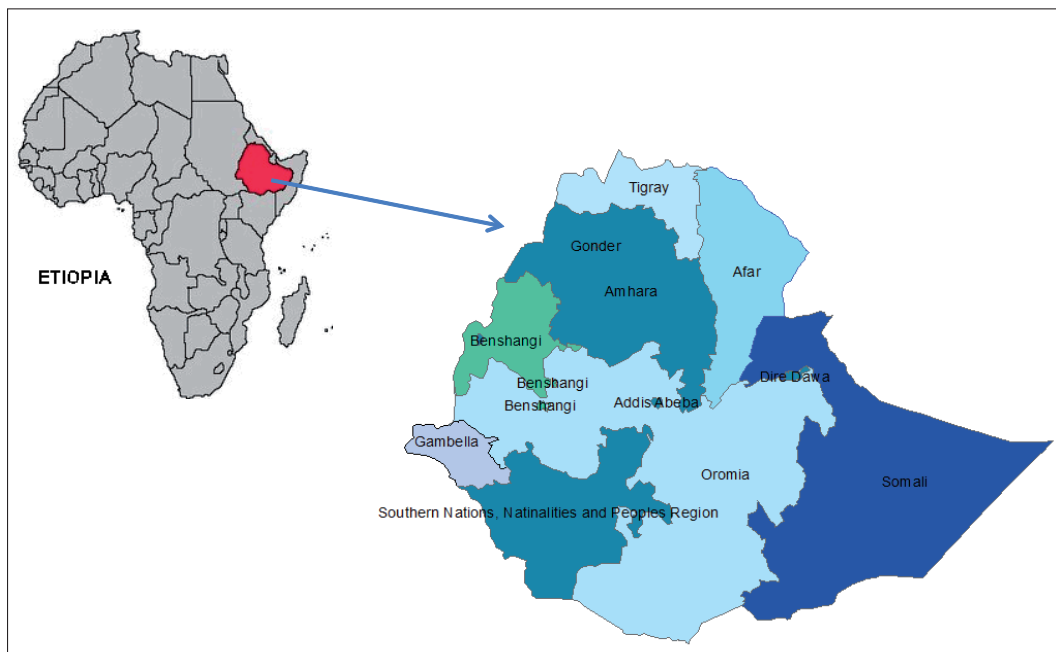 ETIOPIA
Tigray
Gonder
Afar
Amhara
Benshangi
Dire Dawa
Benshangi
Benshangi
Addis Abeba
Gambella
Oromia
Somali
Southern Nations, Natinalities and Peoples Region